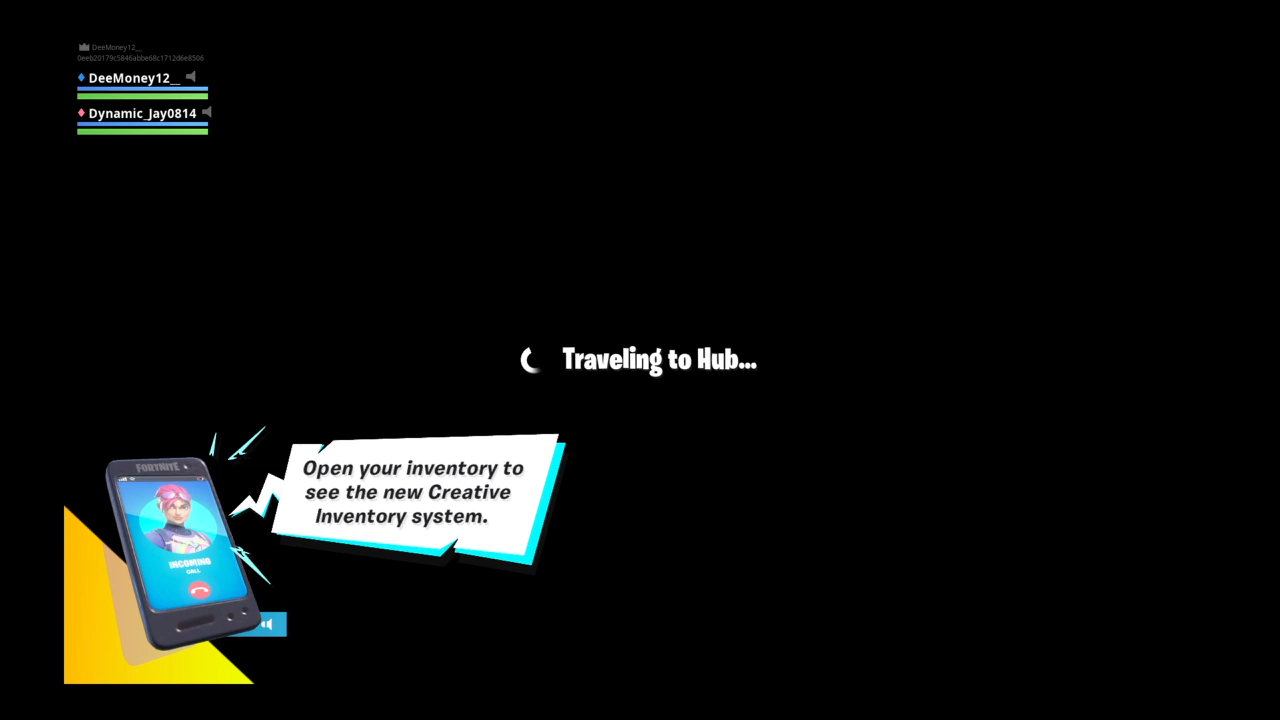 DeeMoney12__
0eeb20179c5846abbe68c1712d6e8506
DeeMoney12__
Dynamic_Jay0814
Traveling to Hub...
Open your inventory to
see the new Creative
Inventory system.
FORTNITE
INCOMING
CALL